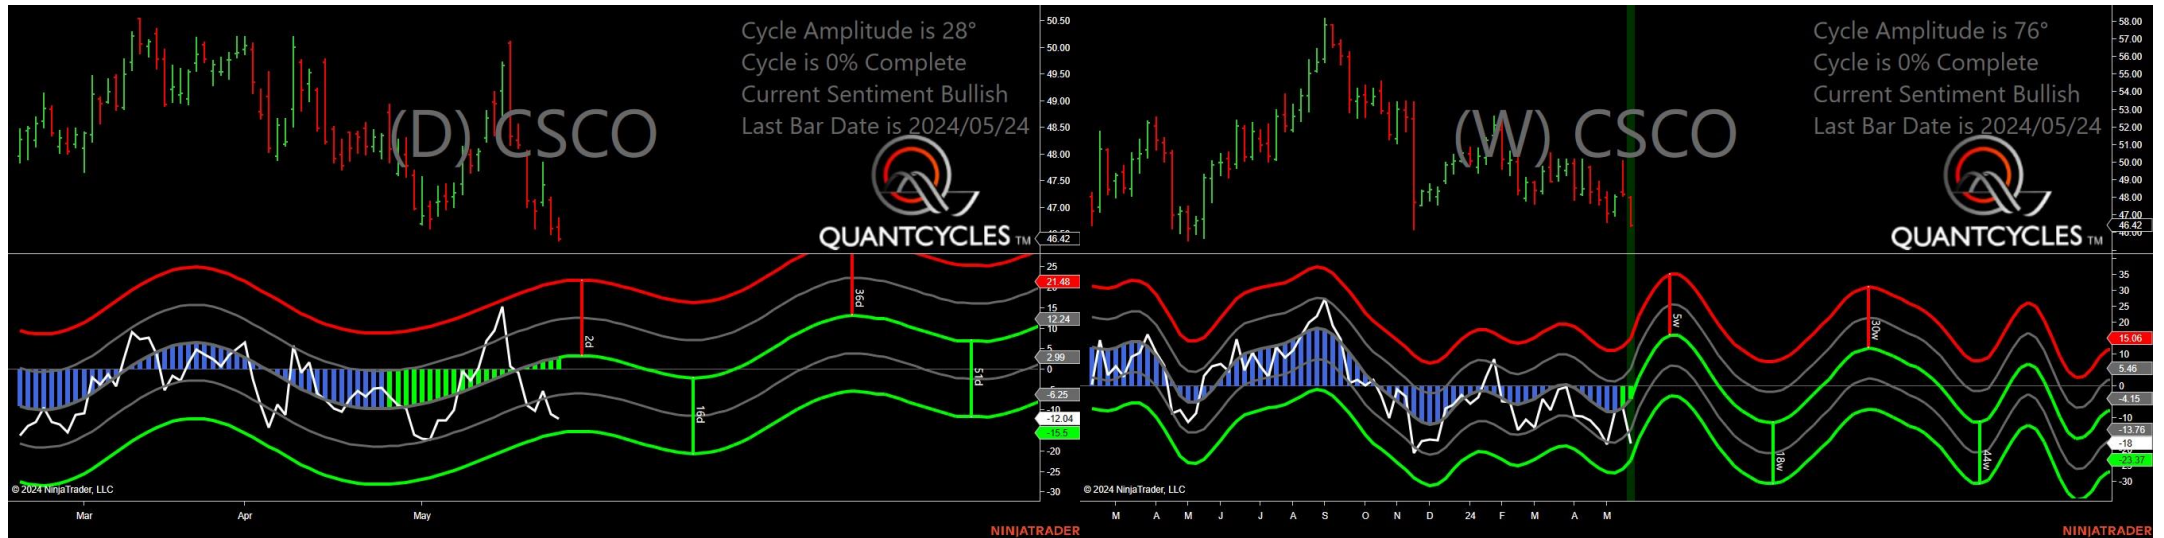 Cycle Amplitude is 28°
Cycle is 0% Complete
Current Sentiment Bullish
Last Bar Date is 2024/05/24
(D) CSCO
QUANTCYCLES TM
50.50
50.00
49.50
49.00
48.50
48.00
47.50
47.00
46.42
25
21.48
15
12.24
10
5
2.99
0
-6.25
-10
-12.04
-15.5
-20
-25
-30
2d
16d
36d
51d
© 2024 NinjaTrader, LLC
Mar
Apr
May
NINJATRADER
Cycle Amplitude is 76°
Cycle is 0% Complete
Current Sentiment Bullish
Last Bar Date is 2024/05/24
(W) CSCO
QUANTCYCLES TM
58.00
57.00
56.00
55.00
54.00
53.00
52.00
51.00
50.00
49.00
48.00
47.00
46.42
35
30
25
20
15.06
10
5.46
0
-4.15
-10
-13.76
-18
-23.37
-30
5w
18w
30w
44w
© 2024 NinjaTrader, LLC
M
A
M
J
J
A
S
O
N
D
24
F
M
A
M
NINJATRADER